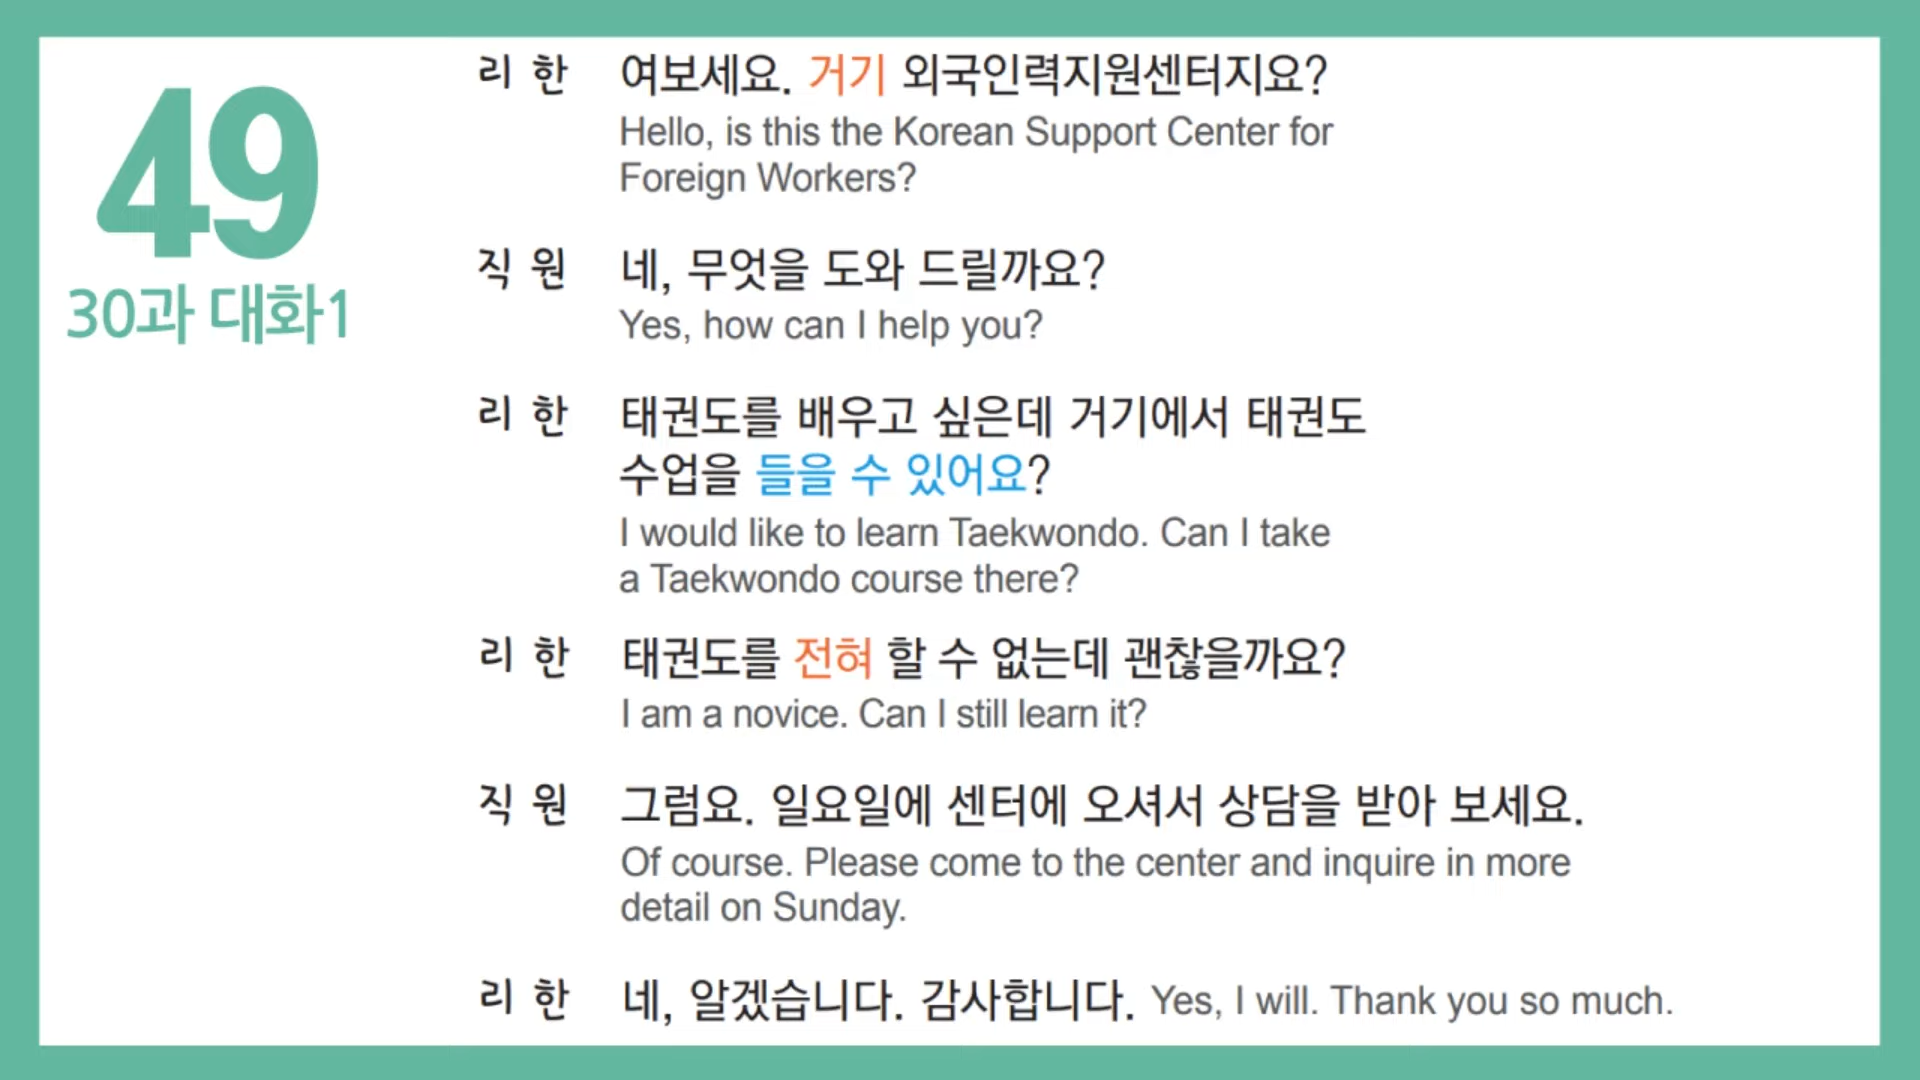 49
30과 대화1
리 한 여보세요. 거기 외국인력지원센터지요?
Hello, is this the Korean Support Center for
Foreign Workers?
직 원 네, 무엇을 도와 드릴까요?
Yes, how can I help you?
리 한 태권도를 배우고 싶은데 거기에서 태권도
수업을 들을 수 있어요?
I would like to learn Taekwondo. Can I take
a Taekwondo course there?
리 한 태권도를 전혀 할 수 없는데 괜찮을까요?
I am a novice. Can I still learn it?
직 원 그럼요. 일요일에 센터에 오셔서 상담을 받아 보세요.
Of course. Please come to the center and inquire in more
detail on Sunday.
리 한 네, 알겠습니다. 감사합니다. Yes, I will. Thank you so much.